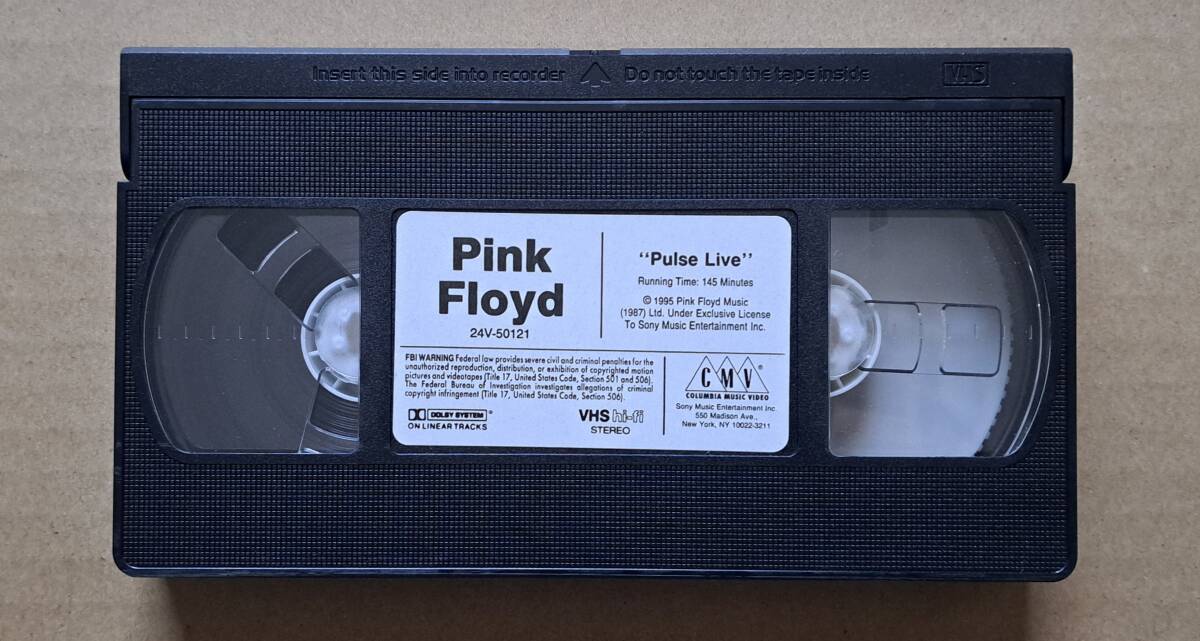 Insert this side into recorder Do not touch the tape inside VHS
Pink
Floyd
24V-50121
"Pulse Live"
Running Time: 145 Minutes
© 1995 Pink Floyd Music
(1987) Ltd. Under Exclusive License
To Sony Music Entertainment Inc.
FBI WARNING Federal law provides severe civil and criminal penalties for the
unauthorized reproduction, distribution, or exhibition of copyrighted motion
pictures and videotapes (Title 17, United States Code, Section 501 and 506).
The Federal Bureau of Investigation investigates allegations of criminal
copyright infringement (Title 17, United States Code, Section 506).
DOLBY SYSTEM®
ON LINEAR TRACKS
VHS hi-fi
STEREO
CMV®
COLUMBIA MUSIC VIDEO
Sony Music Entertainment Inc.
550 Madison Ave.,
New York, NY 10022-3211